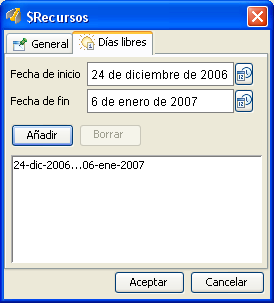 $Recursos
General
Días libres
Fecha de inicio 24 de diciembre de 2006
Fecha de fin 6 de enero de 2007
Añadir Borrar
24-dic-2006...06-ene-2007
Aceptar Cancelar